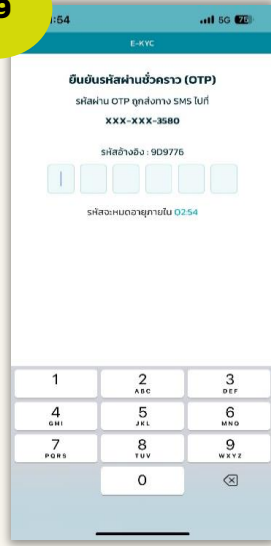 9
:54
5G 76
E-KYC
ยืนยันรหัสผ่านชั่วคราว (OTP)
รหัสผ่าน OTP ถูกส่งทาง SMS ไปที่
XXX-XXX-3580
รหัสอ้างอิง : 9D9776
รหัสจะหมดอายุภายใน 02:54
1 2 3
ABC DEF
4 5 6
GHI JKL MNO
7 8 9
PQRS TUV WXYZ
0